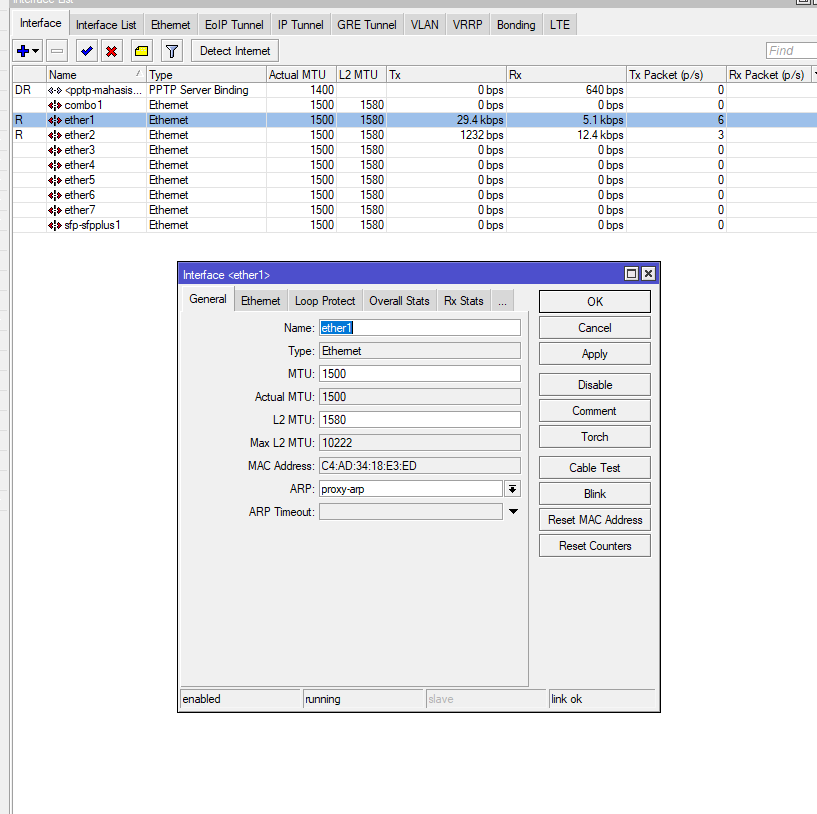 Interface List
Interface Interface List Ethernet EoIP Tunnel IP Tunnel GRE Tunnel VLAN VRRP Bonding LTE
Detect Internet Find
Name / Type Actual MTU L2 MTU Tx Rx Tx Packet (p/s) Rx Packet (p/s)
DR <pptp-mahasis... PPTP Server Binding 1400 0 bps 640 bps 0
combo1 Ethernet 1500 1580 0 bps 0 bps 0
R ether1 Ethernet 1500 1580 29.4 kbps 5.1 kbps 6
R ether2 Ethernet 1500 1580 1232 bps 12.4 kbps 3
ether3 Ethernet 1500 1580 0 bps 0 bps 0
ether4 Ethernet 1500 1580 0 bps 0 bps 0
ether5 Ethernet 1500 1580 0 bps 0 bps 0
ether6 Ethernet 1500 1580 0 bps 0 bps 0
ether7 Ethernet 1500 1580 0 bps 0 bps 0
sfp-sfpplus1 Ethernet 1500 1580 0 bps 0 bps 0
Interface <ether1>
General Ethernet Loop Protect Overall Stats Rx Stats ...
Name: ether1
Type: Ethernet
MTU: 1500
Actual MTU: 1500
L2 MTU: 1580
Max L2 MTU: 10222
MAC Address: C4:AD:34:18:E3:ED
ARP: proxy-arp
ARP Timeout:
OK
Cancel
Apply
Disable
Comment
Torch
Cable Test
Blink
Reset MAC Address
Reset Counters
enabled running slave link ok